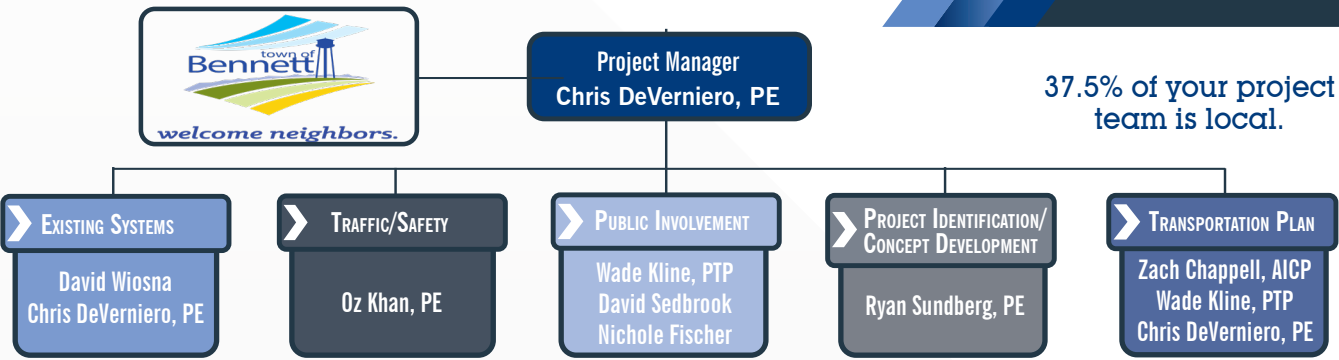 town of
Bennett
welcome neighbors.
Project Manager
Chris DeVerniero, PE
37.5% of your project
team is local.
Existing Systems
David Wiosna
Chris DeVerniero, PE
Traffic/Safety
Oz Khan, PE
Public Involvement
Wade Kline, PTP
David Sedbrook
Nichole Fischer
Project Identification/
Concept Development
Ryan Sundberg, PE
Transportation Plan
Zach Chappell, AICP
Wade Kline, PTP
Chris DeVerniero, PE